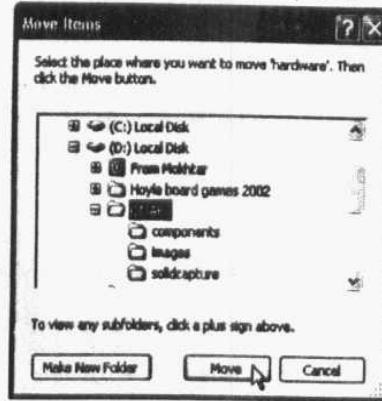 Move Items
Select the place where you want to move 'hardware'. Then
click the Move button.
(C:) Local Disk
(D:) Local Disk
From Mokhtar
Hoyle board games 2002
components
images
solidcapture
To view any subfolders, click a plus sign above.
Make New Folder
Move
Cancel